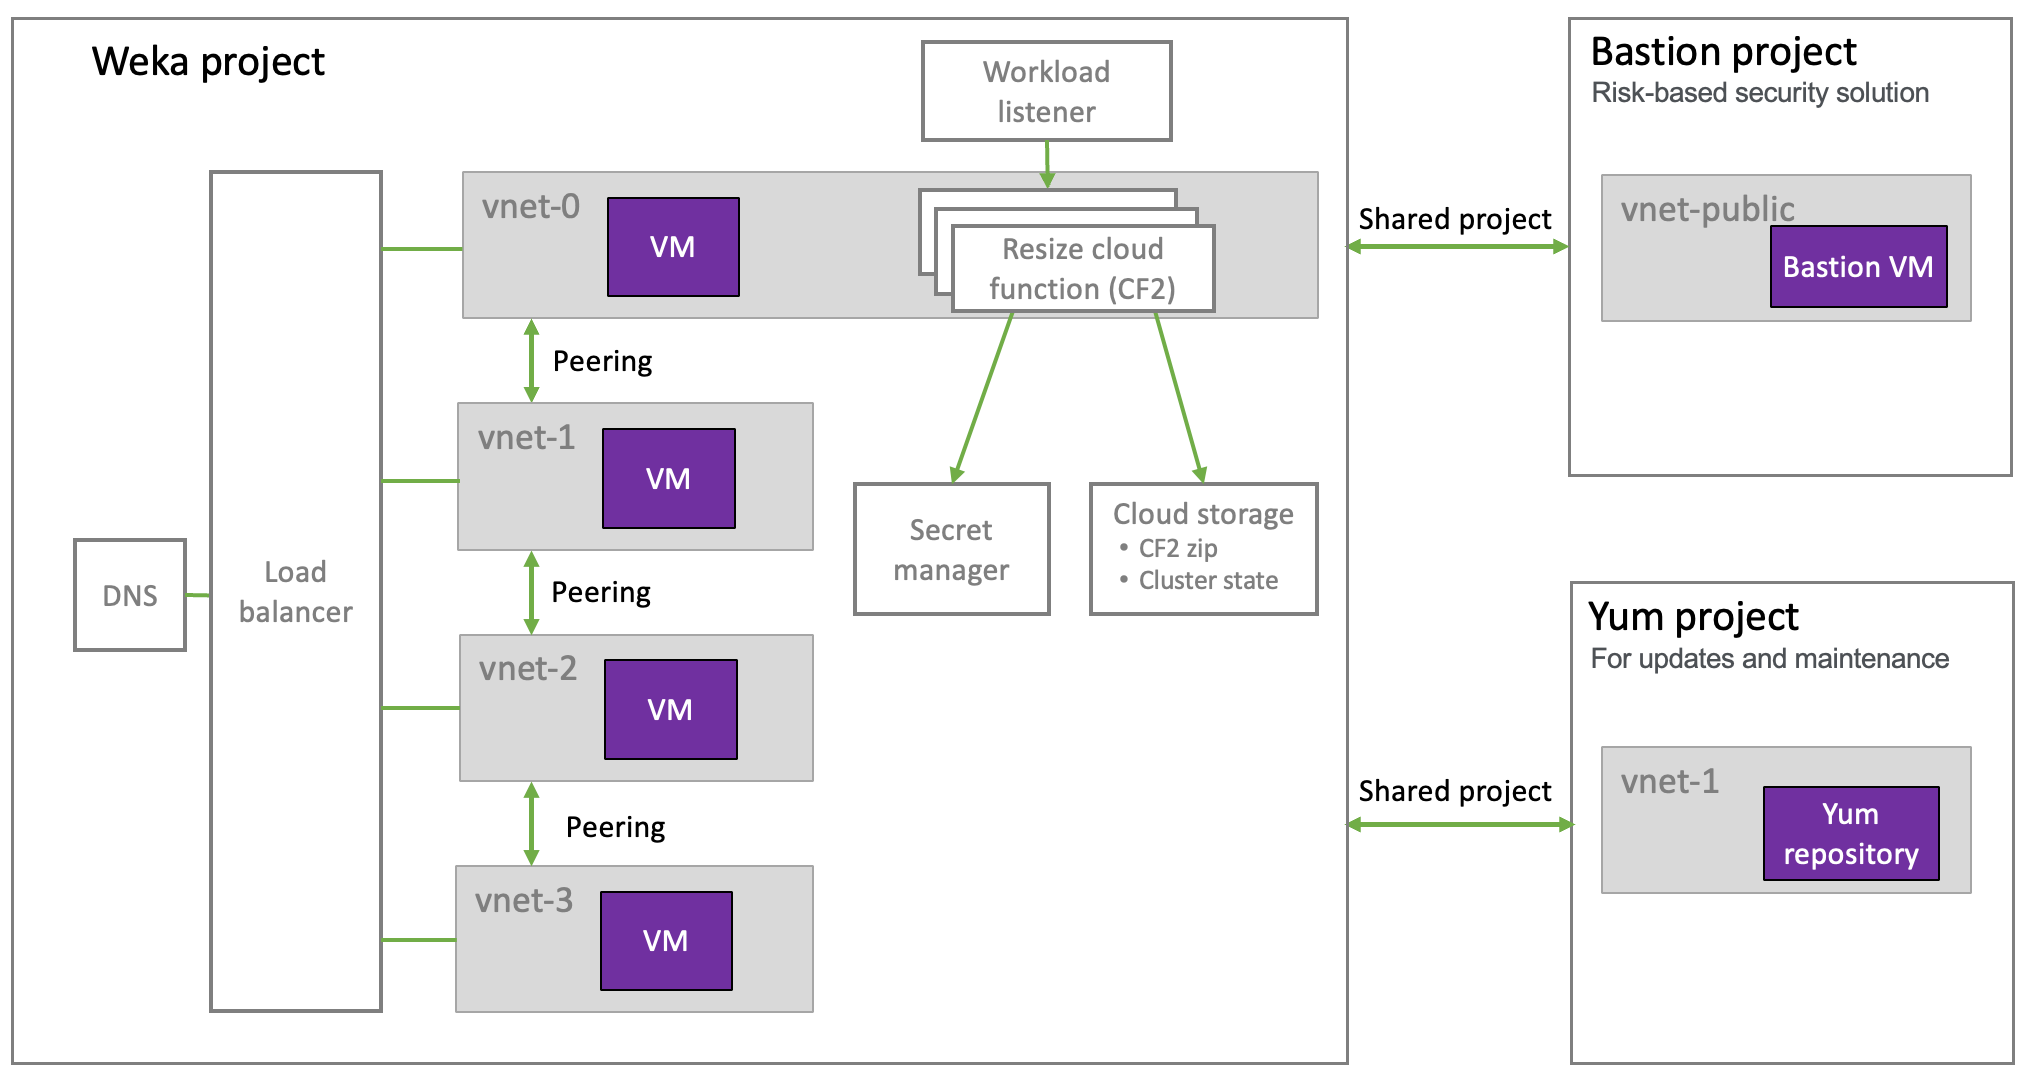 Weka project
Workload
listener
vnet-0
VM
Resize cloud
function (CF2)
Peering
vnet-1
VM
Peering
vnet-2
VM
Peering
vnet-3
VM
DNS
Load
balancer
Secret
manager
Cloud storage
• CF2 zip
• Cluster state
Shared project
Bastion project
Risk-based security solution
vnet-public
Bastion VM
Shared project
Yum project
For updates and maintenance
vnet-1
Yum
repository